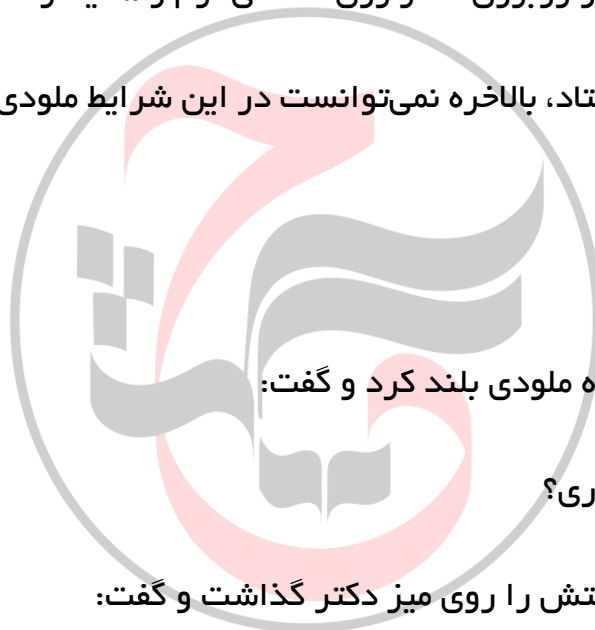 تاد، بالاخره نمی‌توانست در این شرایط ملودی
ه ملودی بلند کرد و گفت:
ری؟
تش را روی میز دکتر گذاشت و گفت: